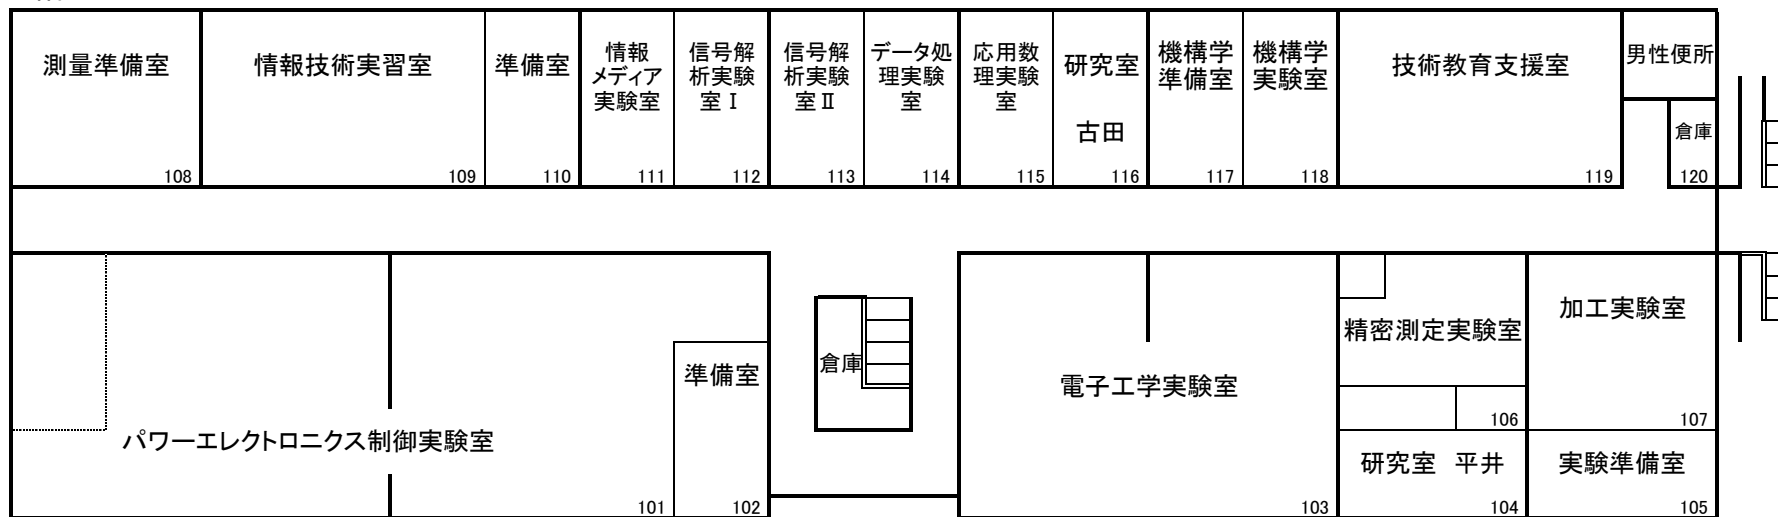 測量準備室
108
情報技術実習室
109
準備室
110
情報
メディア
実験室
111
信号解
析実験
室Ⅰ
112
信号解
析実験
室Ⅱ
113
データ処
理実験
室
114
応用数
理実験
室
115
研究室
古田
116
機構学
準備室
117
機構学
実験室
118
技術教育支援室
119
男性便所
倉庫
120
パワーエレクトロニクス制御実験室
101
準備室
102
倉庫
電子工学実験室
103
精密測定実験室
106
加工実験室
107
研究室 平井
104
実験準備室
105